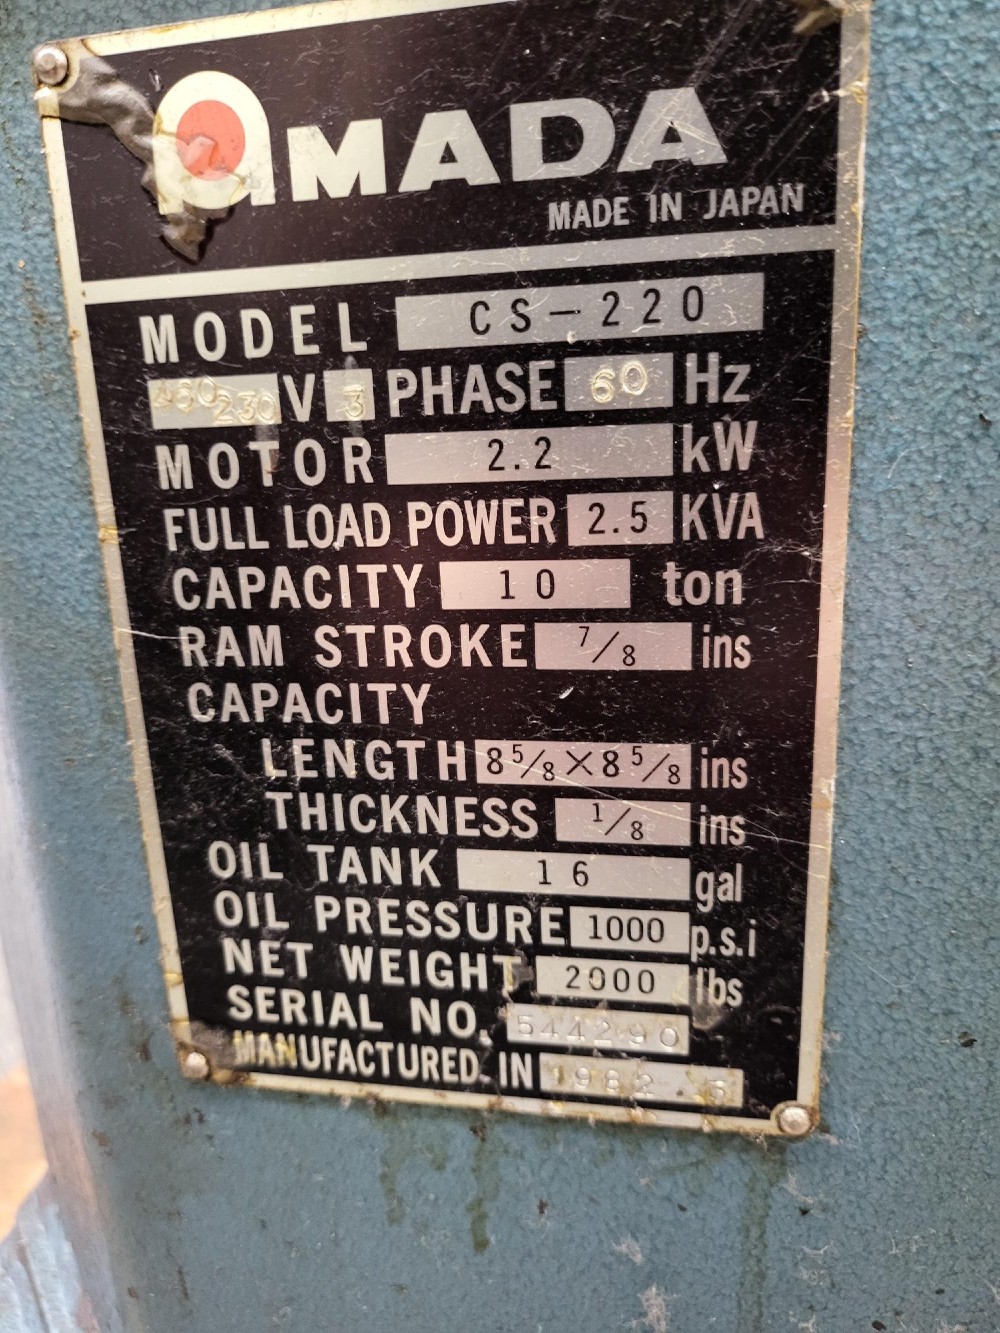 AMADA
MADE IN JAPAN
MODEL CS-220
460 230 V 3 PHASE 60 Hz
MOTOR 2.2 kW
FULL LOAD POWER 2.5 KVA
CAPACITY 10 ton
RAM STROKE 7/8 ins
CAPACITY
LENGTH 8 5/8 × 8 5/8 ins
THICKNESS 1/8 ins
OIL TANK 16 gal
OIL PRESSURE 1000 p.s.i
NET WEIGHT 2000 lbs
SERIAL NO. 544290
MANUFACTURED IN 1982.5